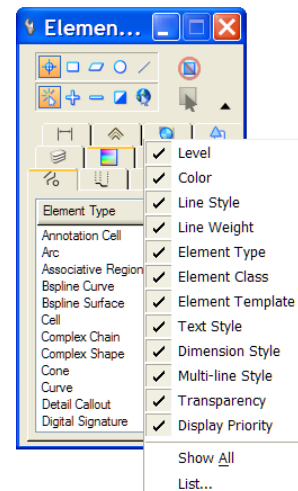 Elemen...
Element Type
Annotation Cell
Arc
Associative Region
Bspline Curve
Bspline Surface
Cell
Complex Chain
Complex Shape
Cone
Curve
Detail Callout
Digital Signature
Level
Color
Line Style
Line Weight
Element Type
Element Class
Element Template
Text Style
Dimension Style
Multi-line Style
Transparency
Display Priority
Show All
List...